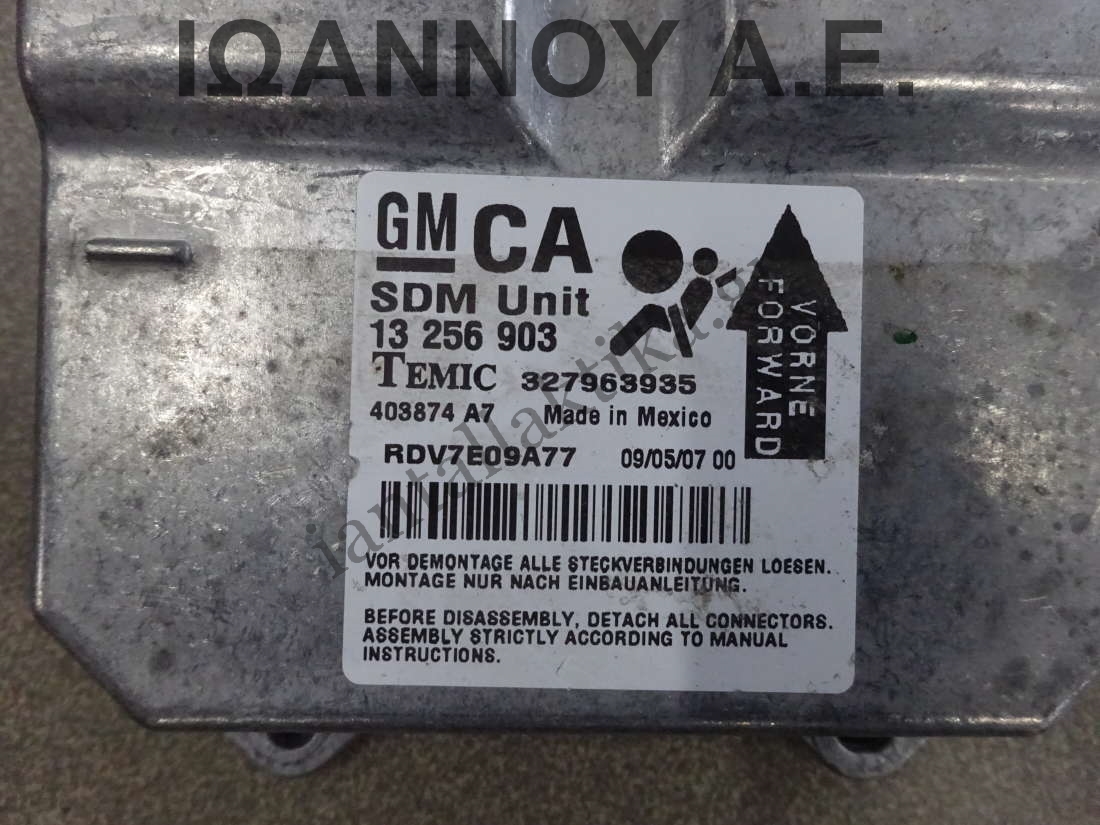 ΙΩΑΝΝΟΥ Α.Ε.
GM CA
SDM Unit
13 256 903
TEMIC 327963935
403874 A7 Made in Mexico
RDV7E09A77 09/05/07 00
VORNE
FORWARD
VOR DEMONTAGE ALLE STECKVERBINDUNGEN LOESEN.
MONTAGE NUR NACH EINBAUANLEITUNG.
BEFORE DISASSEMBLY, DETACH ALL CONNECTORS.
ASSEMBLY STRICTLY ACCORDING TO MANUAL
INSTRUCTIONS.
iantallaktika.gr